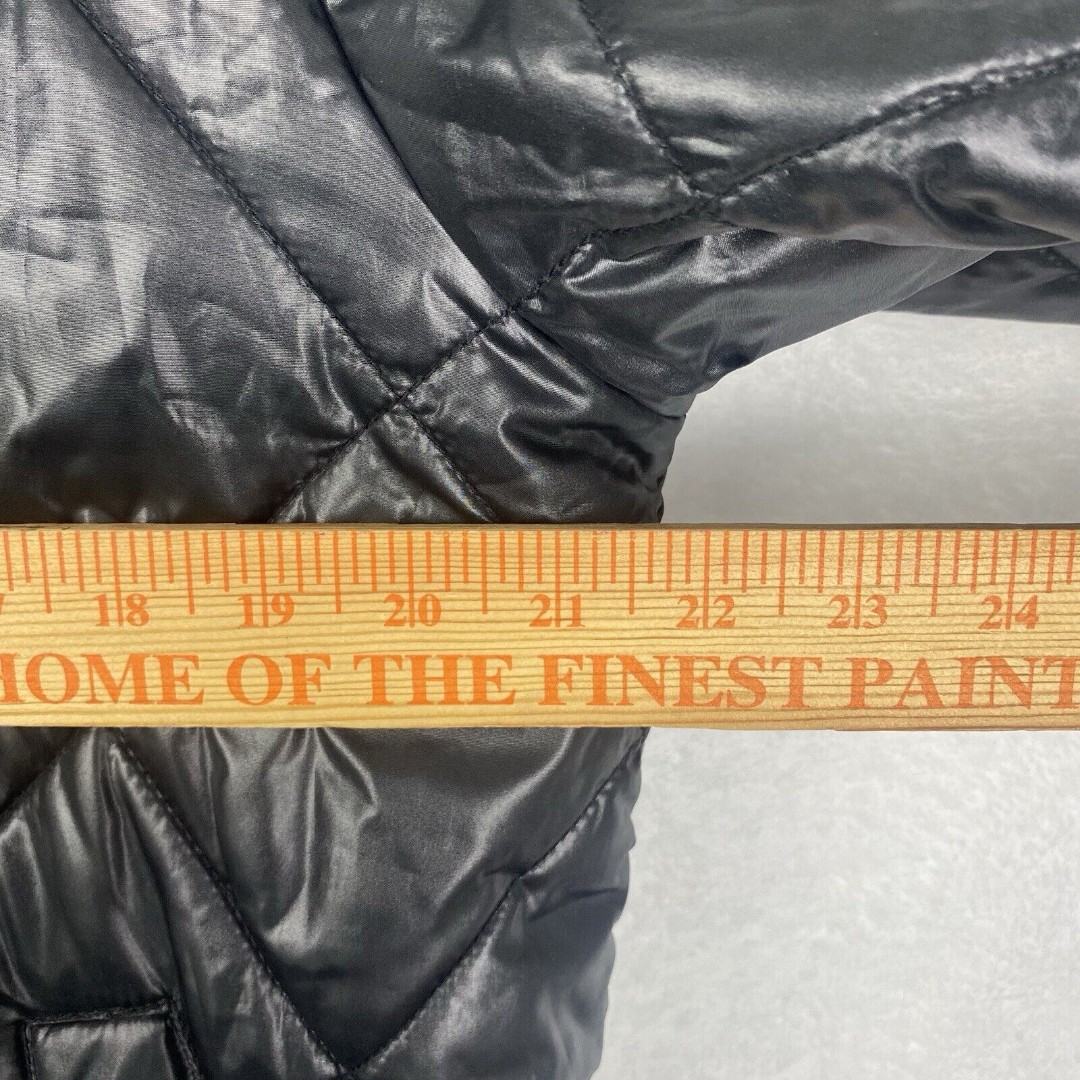 18 19 20 21 22 23 24
HOME OF THE FINEST PAINT